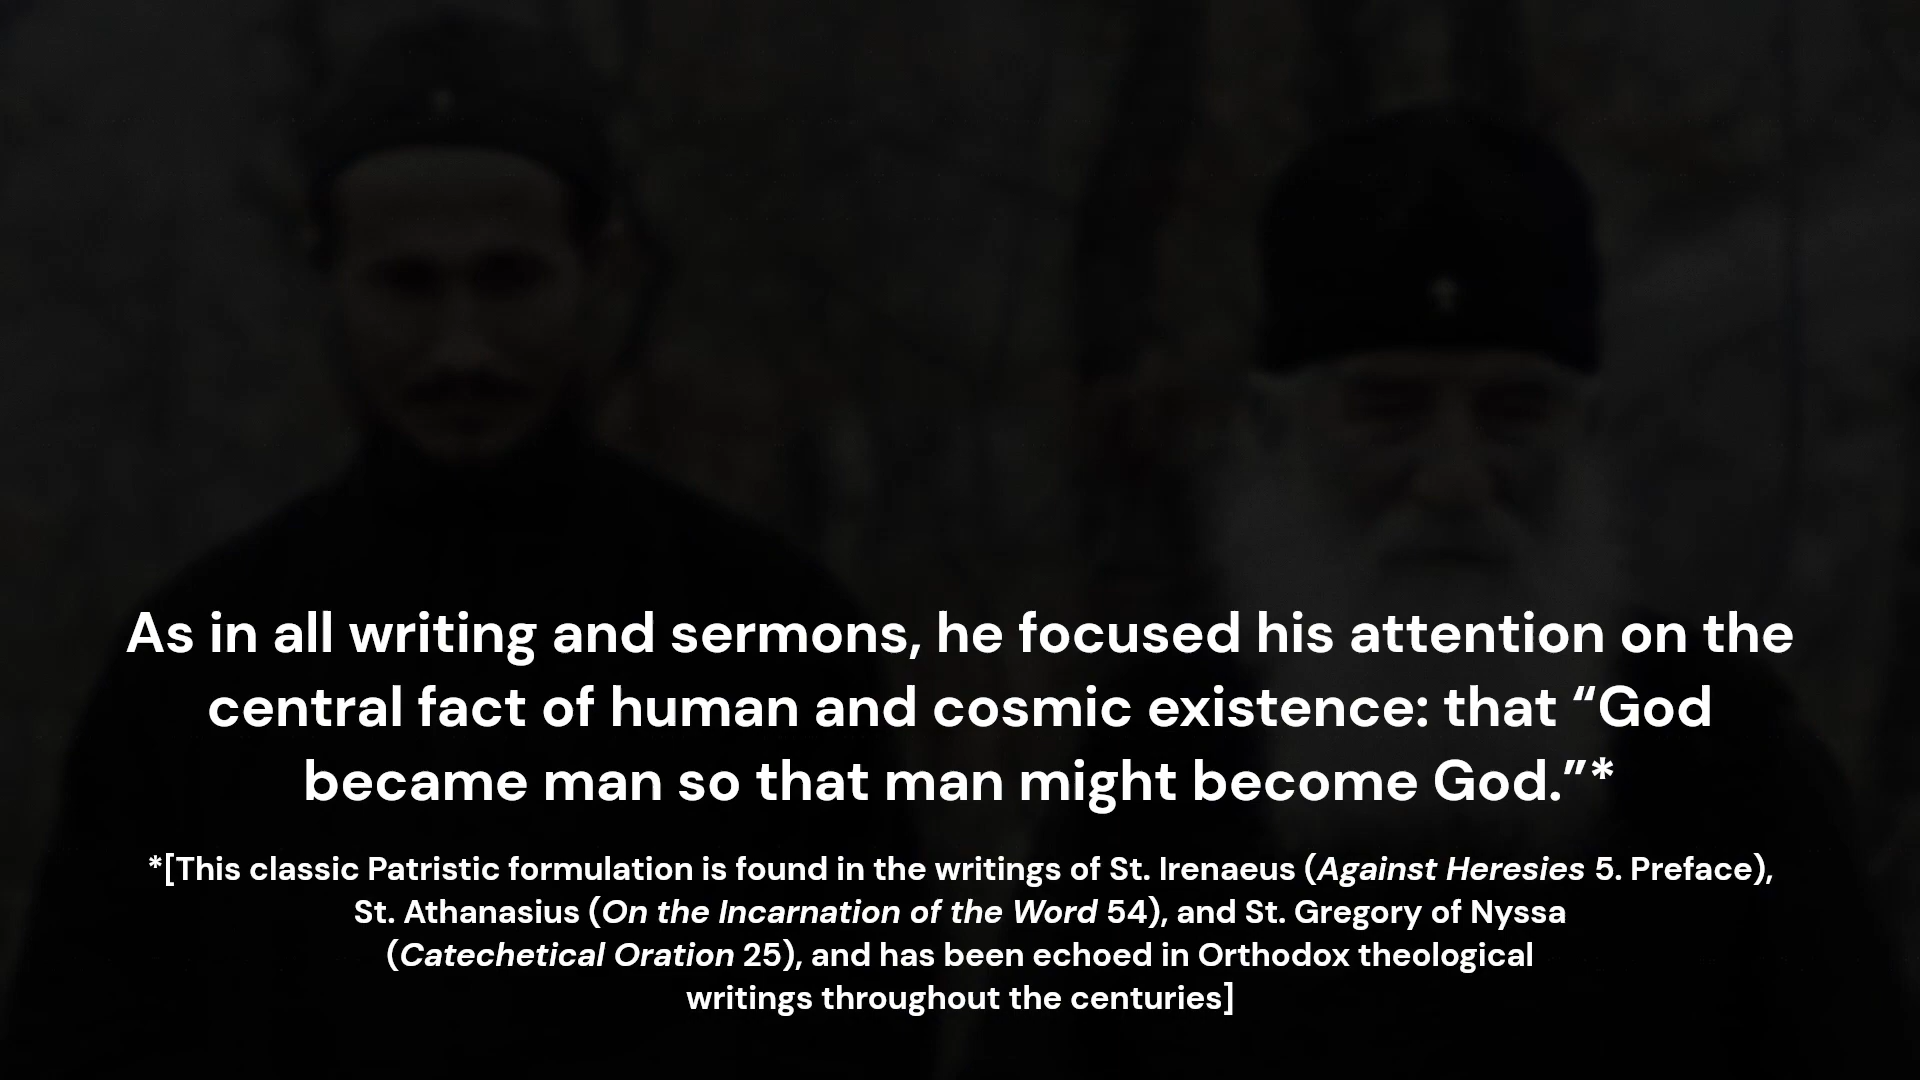 As in all writing and sermons, he focused his attention on the
central fact of human and cosmic existence: that “God
became man so that man might become God.”*
*[This classic Patristic formulation is found in the writings of St. Irenaeus (Against Heresies 5. Preface),
St. Athanasius (On the Incarnation of the Word 54), and St. Gregory of Nyssa
(Catechetical Oration 25), and has been echoed in Orthodox theological
writings throughout the centuries]